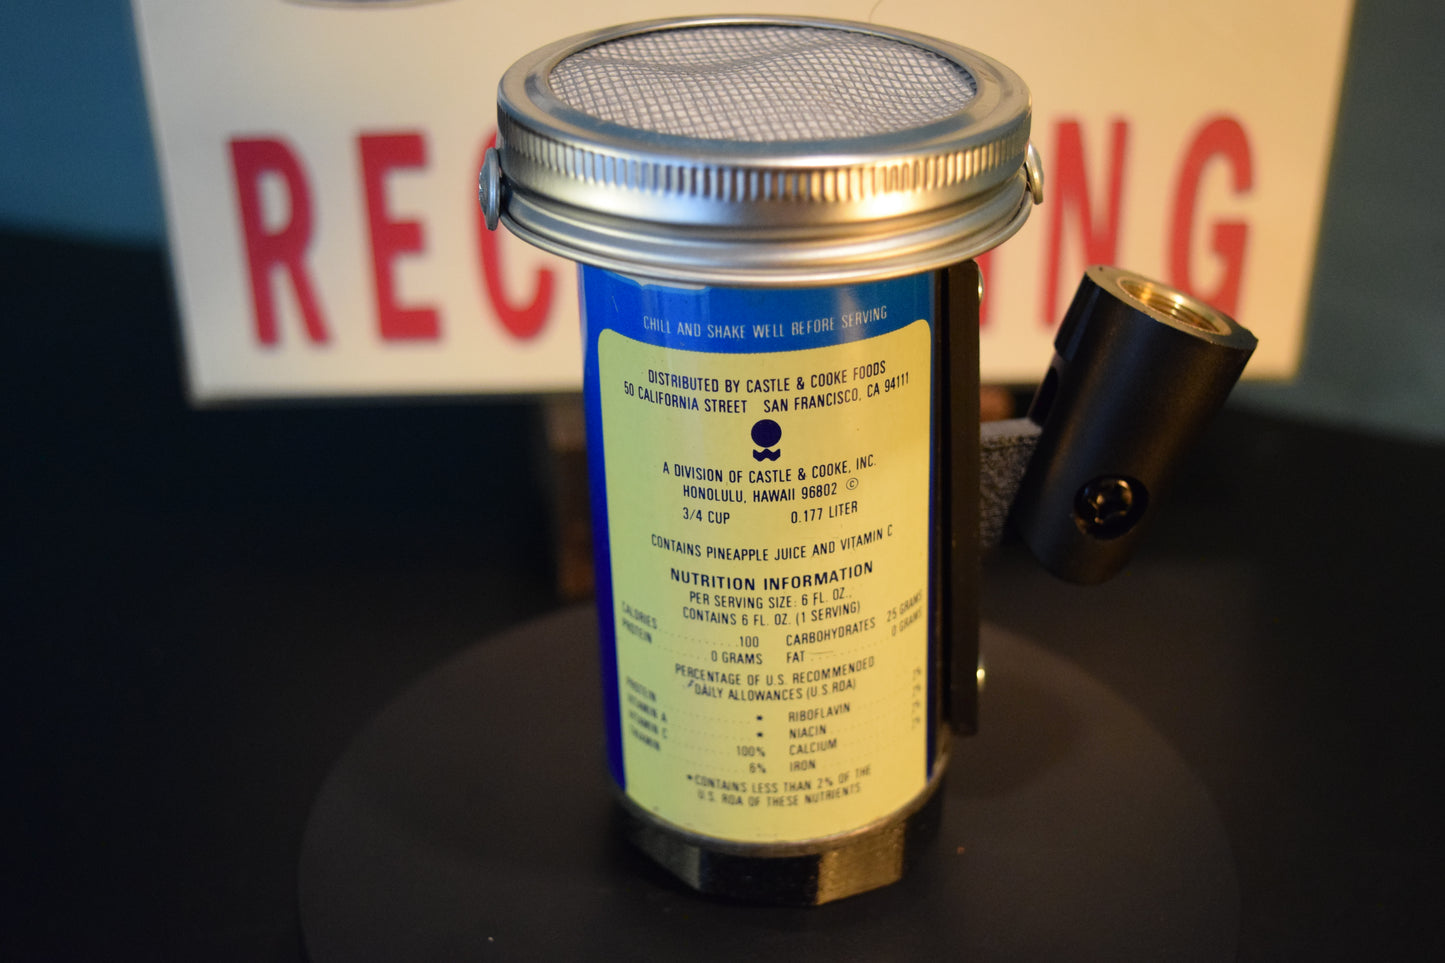 REC NG
CHILL AND SHAKE WELL BEFORE SERVING
DISTRIBUTED BY CASTLE & COOKE FOODS
50 CALIFORNIA STREET SAN FRANCISCO, CA 94111
A DIVISION OF CASTLE & COOKE, INC.
HONOLULU, HAWAII 96802 ©
3/4 CUP 0.177 LITER
CONTAINS PINEAPPLE JUICE AND VITAMIN C
NUTRITION INFORMATION
PER SERVING SIZE: 6 FL. OZ.,
CONTAINS 6 FL. OZ. (1 SERVING)
CALORIES 100 CARBOHYDRATES 25 GRAMS
PROTEIN 0 GRAMS FAT 0 GRAMS
PERCENTAGE OF U.S. RECOMMENDED
DAILY ALLOWANCES (U.S. RDA)
PROTEIN * RIBOFLAVIN
VITAMIN A * NIACIN
VITAMIN C 100% CALCIUM
THIAMIN 6% IRON
*CONTAINS LESS THAN 2% OF THE
U.S. RDA OF THESE NUTRIENTS